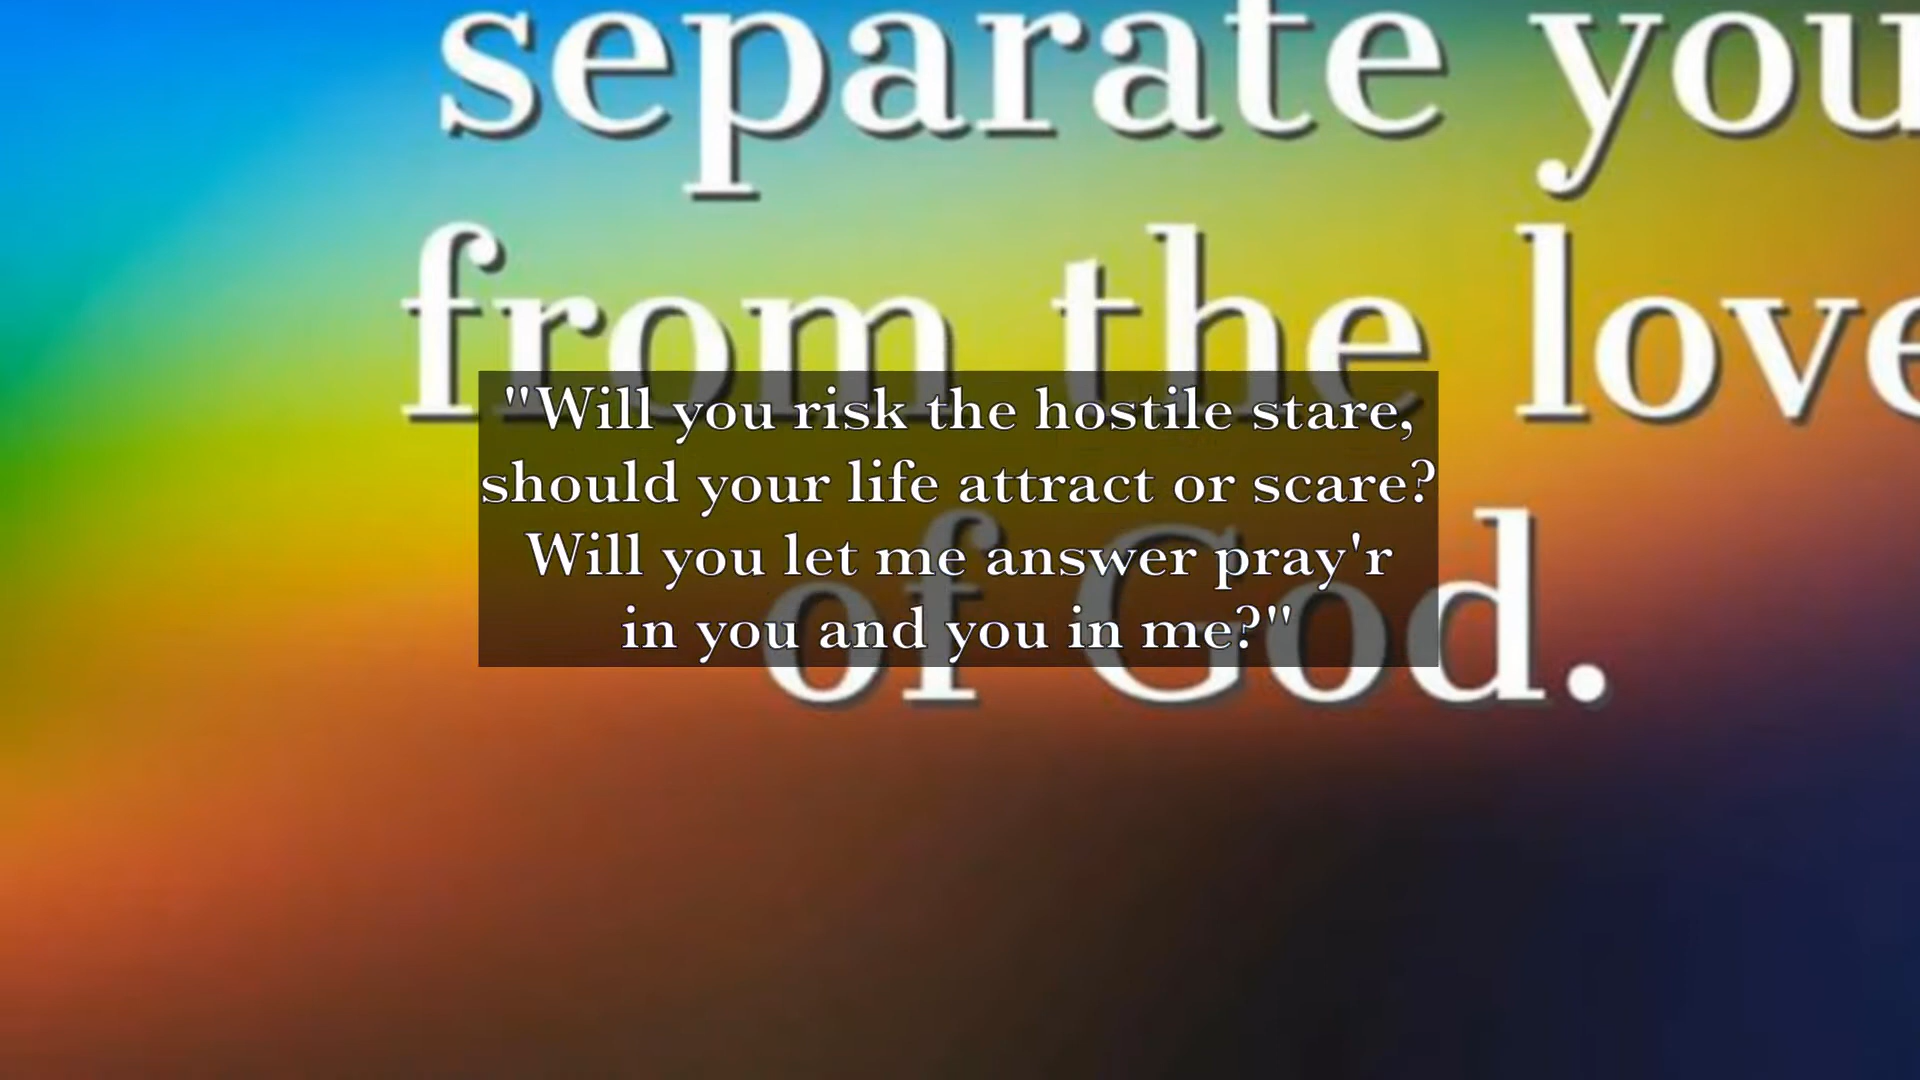 separate you
from the love
"Will you risk the hostile stare,
should your life attract or scare?
Will you let me answer pray'r
in you and you in me?"
of God.